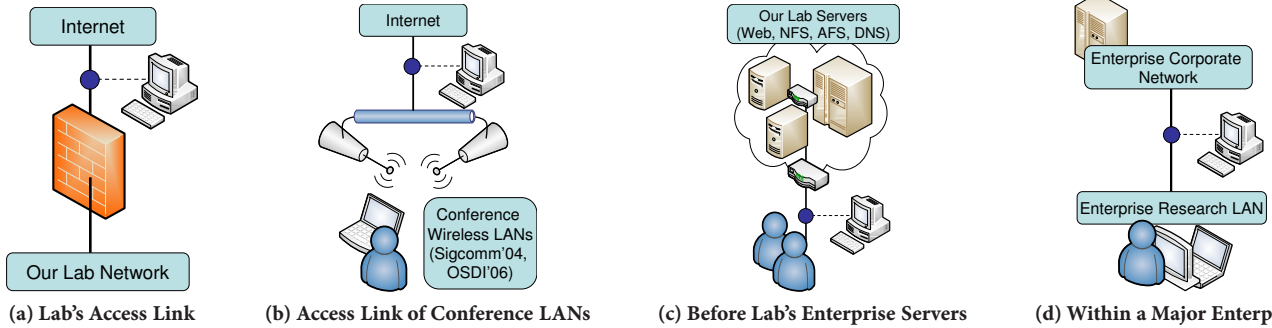 Internet
Our Lab Network
(a) Lab's Access Link
Internet
Conference
Wireless LANs
(Sigcomm'04,
OSDI'06)
(b) Access Link of Conference LANs
Our Lab Servers
(Web, NFS, AFS, DNS)
(c) Before Lab's Enterprise Servers
Enterprise Corporate
Network
Enterprise Research LAN
(d) Within a Major Enterp